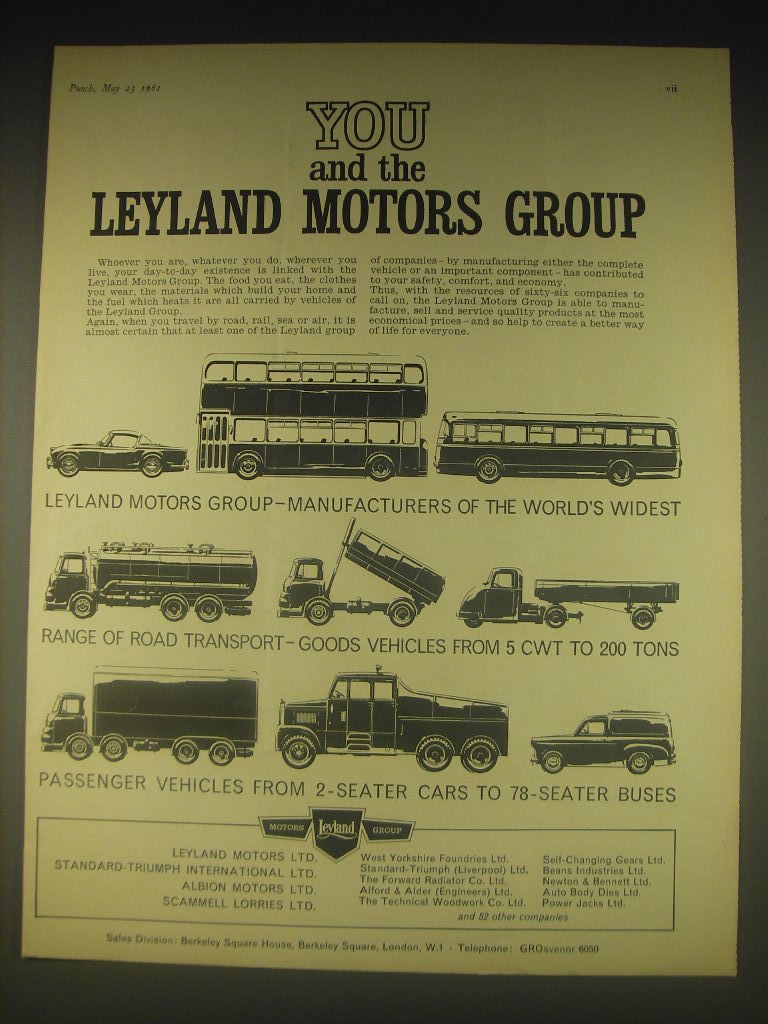 Punch, May 23 1962
vii
YOU
and the
LEYLAND MOTORS GROUP
Whoever you are, whatever you do, wherever you
live, your day-to-day existence is linked with the
Leyland Motors Group. The food you eat, the clothes
you wear, the materials which build your home and
the fuel which heats it are all carried by vehicles of
the Leyland Group.
Again, when you travel by road, rail, sea or air, it is
almost certain that at least one of the Leyland group
of companies - by manufacturing either the complete
vehicle or an important component - has contributed
to your safety, comfort, and economy.
Thus, with the resources of sixty-six companies to
call on, the Leyland Motors Group is able to manu-
facture, sell and service quality products at the most
economical prices - and so help to create a better way
of life for everyone.
LEYLAND MOTORS GROUP–MANUFACTURERS OF THE WORLD'S WIDEST
RANGE OF ROAD TRANSPORT–GOODS VEHICLES FROM 5 CWT TO 200 TONS
PASSENGER VEHICLES FROM 2-SEATER CARS TO 78-SEATER BUSES
MOTORS Leyland GROUP
LEYLAND MOTORS LTD.
STANDARD-TRIUMPH INTERNATIONAL LTD.
ALBION MOTORS LTD.
SCAMMELL LORRIES LTD.
West Yorkshire Foundries Ltd.
Standard-Triumph (Liverpool) Ltd.
The Forward Radiator Co. Ltd.
Alford & Alder (Engineers) Ltd.
The Technical Woodwork Co. Ltd.
Self-Changing Gears Ltd.
Beans Industries Ltd.
Newton & Bennett Ltd.
Auto Body Dies Ltd.
Power Jacks Ltd.
and 52 other companies
Sales Division: Berkeley Square House, Berkeley Square, London, W.1 · Telephone: GROsvenor 6050